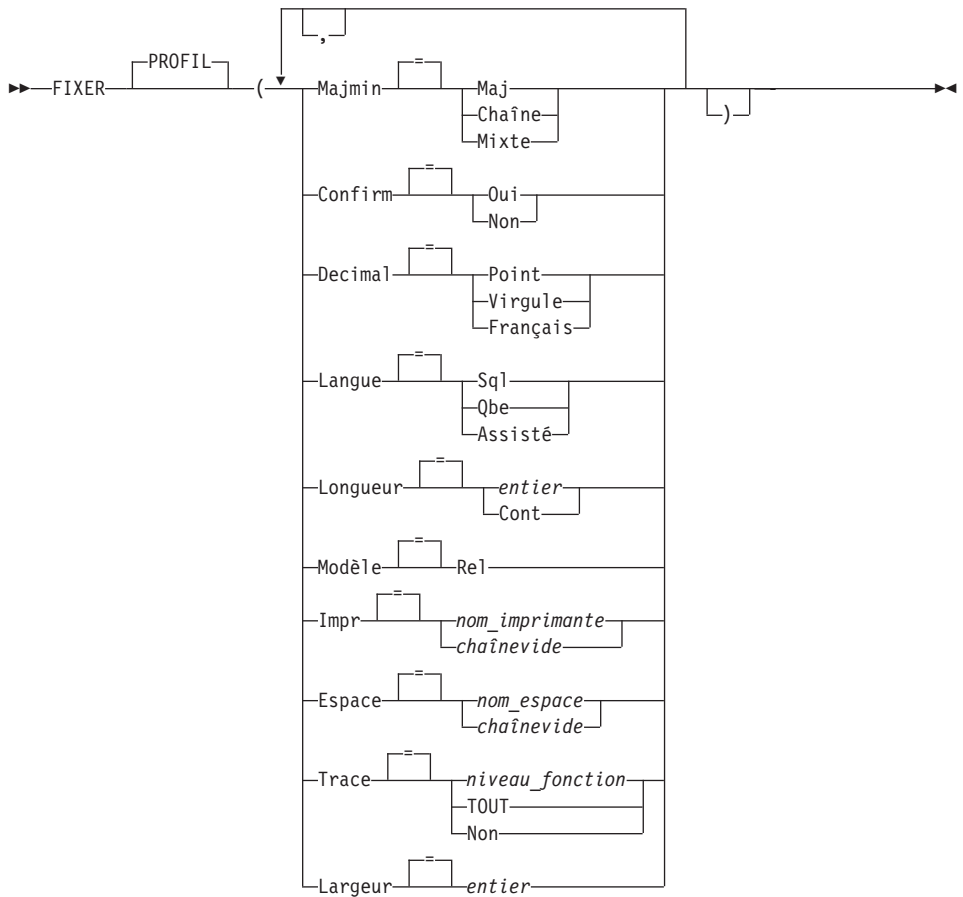 ,
PROFIL =
FIXER ( Majmin Maj )
Chaîne
Mixte
=
Confirm Oui
Non
=
Decimal Point
Virgule
Français
=
Langue Sql
Qbe
Assisté
=
Longueur entier
Cont
=
Modèle Rel
=
Impr nom_imprimante
chaînevide
=
Espace nom_espace
chaînevide
=
Trace niveau_fonction
TOUT
Non
=
Largeur entier